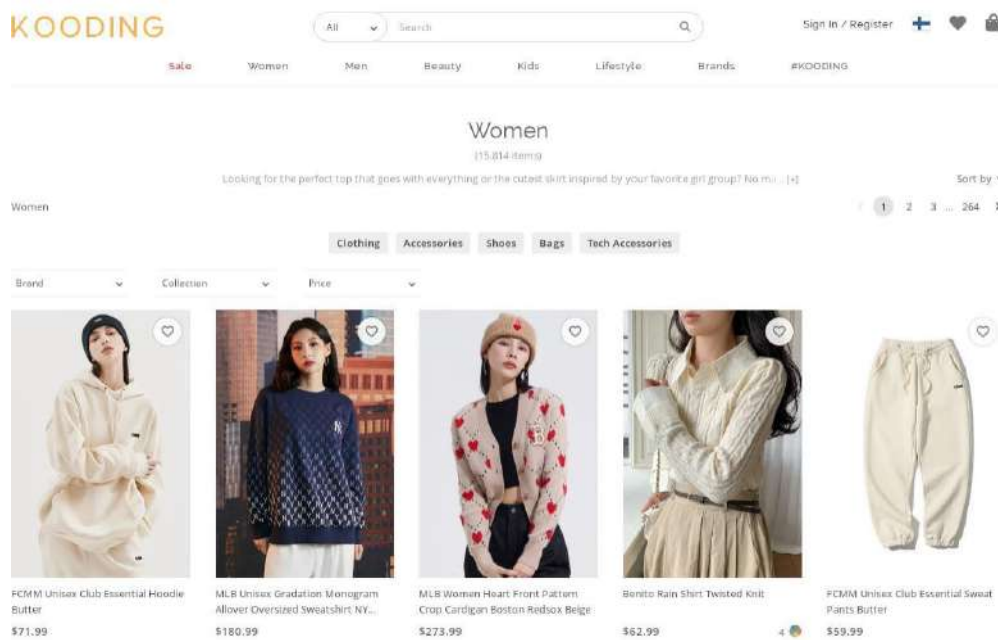 KOODING
All
Search
Sign In / Register
Sale Women Men Beauty Kids Lifestyle Brands #KOODING
Women
(15,814 items)
Looking for the perfect top that goes with everything or the cutest skirt inspired by your favorite girl group? No mu... [+]
Sort by
Women
1 2 3 ... 264
Clothing Accessories Shoes Bags Tech Accessories
Brand Collection Price
FCMM Unisex Club Essential Hoodie
Butter
$71.99
MLB Unisex Gradation Monogram
Allover Oversized Sweatshirt NY...
$180.99
MLB Women Heart Front Pattern
Crop Cardigan Boston Redsox Beige
$273.99
Benito Rain Shirt Twisted Knit
$62.99
4
FCMM Unisex Club Essential Sweat
Pants Butter
$59.99